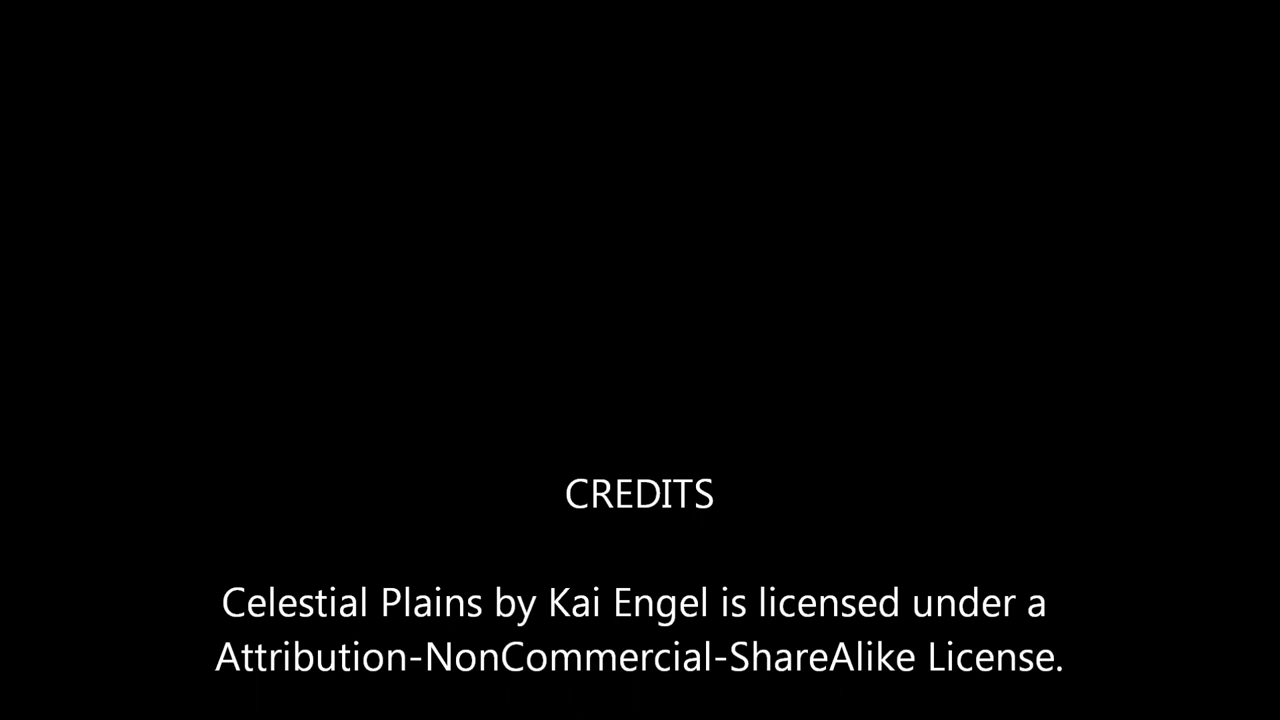 CREDITS
Celestial Plains by Kai Engel is licensed under a
Attribution-NonCommercial-ShareAlike License.